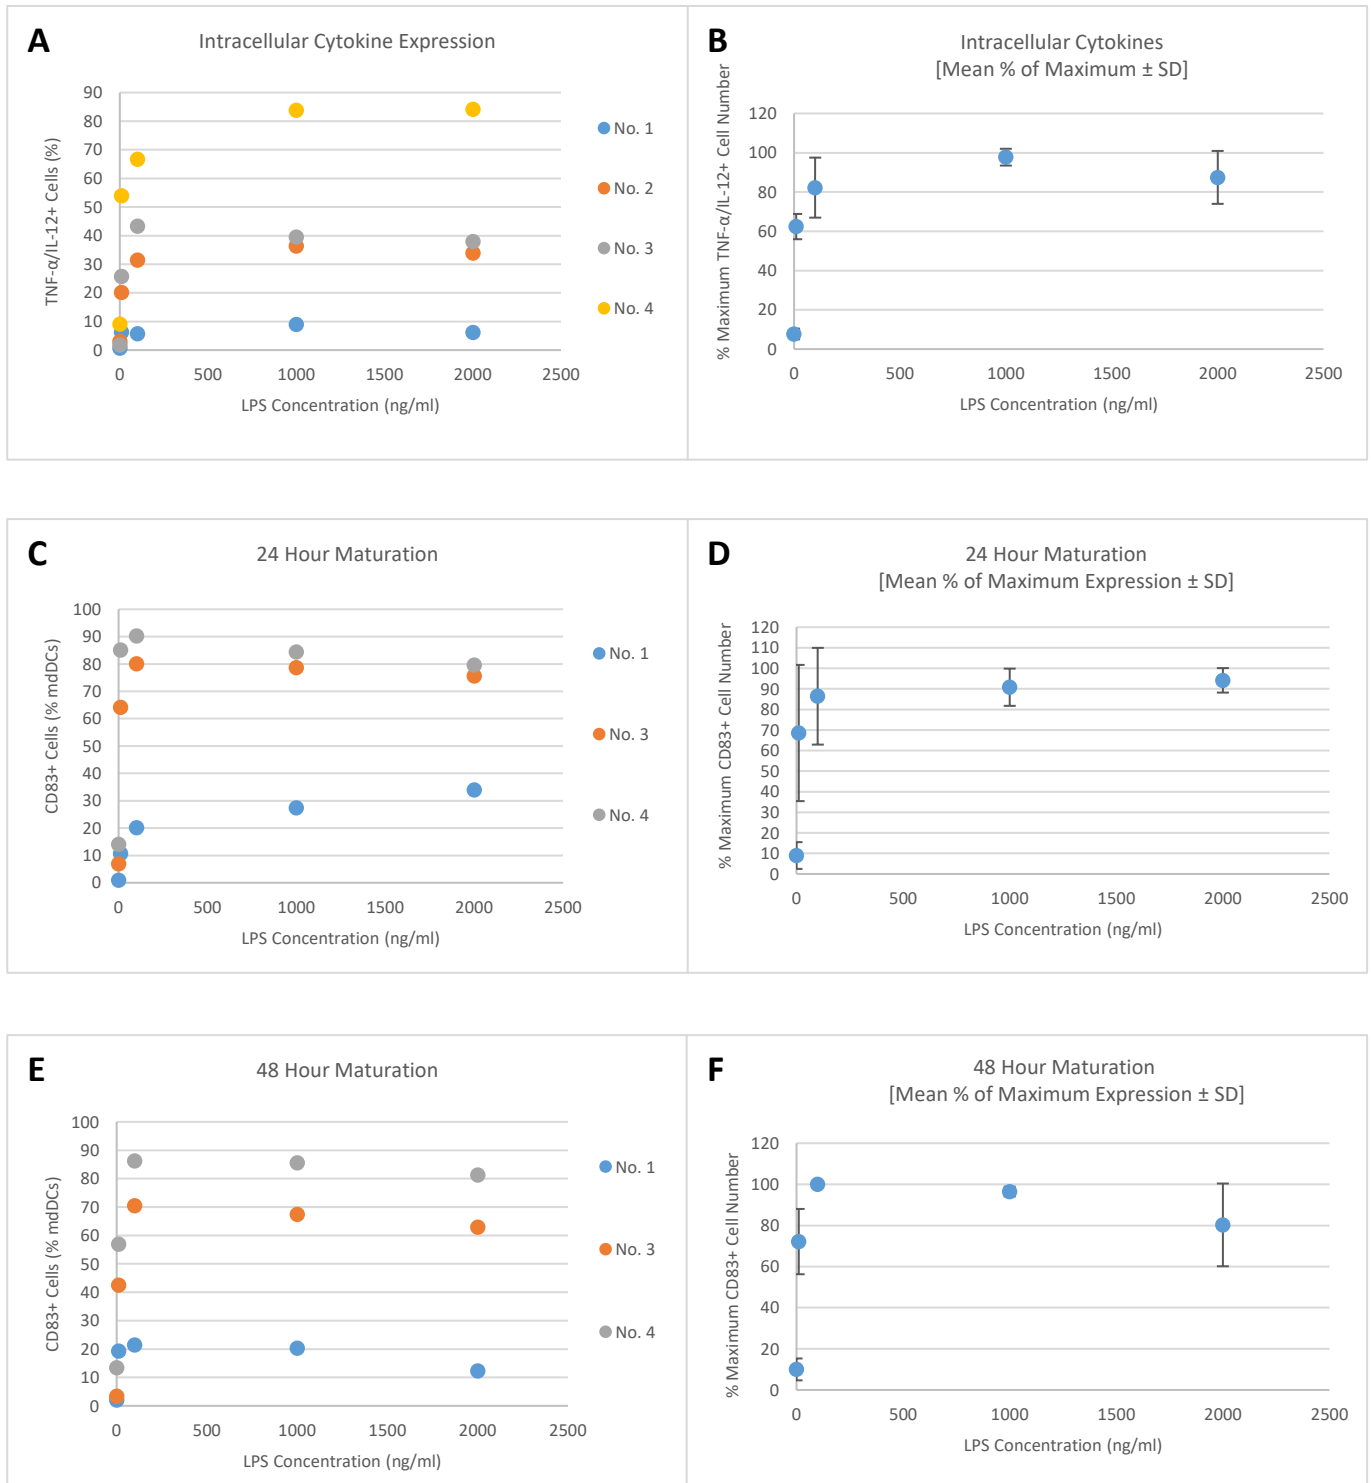 A
Intracellular Cytokine Expression
TNF-α/IL-12+ Cells (%)
90
80
70
60
50
40
30
20
10
0
0 500 1000 1500 2000 2500
LPS Concentration (ng/ml)
No. 1
No. 2
No. 3
No. 4
B
Intracellular Cytokines
[Mean % of Maximum ± SD]
% Maximum TNF-α/IL-12+ Cell Number
120
100
80
60
40
20
0
0 500 1000 1500 2000 2500
LPS Concentration (ng/ml)
C
24 Hour Maturation
CD83+ Cells (% mdDCs)
100
90
80
70
60
50
40
30
20
10
0
0 500 1000 1500 2000 2500
LPS Concentration (ng/ml)
No. 1
No. 3
No. 4
D
24 Hour Maturation
[Mean % of Maximum Expression ± SD]
% Maximum CD83+ Cell Number
120
110
100
90
80
70
60
50
40
30
20
10
0
0 500 1000 1500 2000 2500
LPS Concentration (ng/ml)
E
48 Hour Maturation
CD83+ Cells (% mdDCs)
100
90
80
70
60
50
40
30
20
10
0
0 500 1000 1500 2000 2500
LPS Concentration (ng/ml)
No. 1
No. 3
No. 4
F
48 Hour Maturation
[Mean % of Maximum Expression ± SD]
% Maximum CD83+ Cell Number
120
100
80
60
40
20
0
0 500 1000 1500 2000 2500
LPS Concentration (ng/ml)